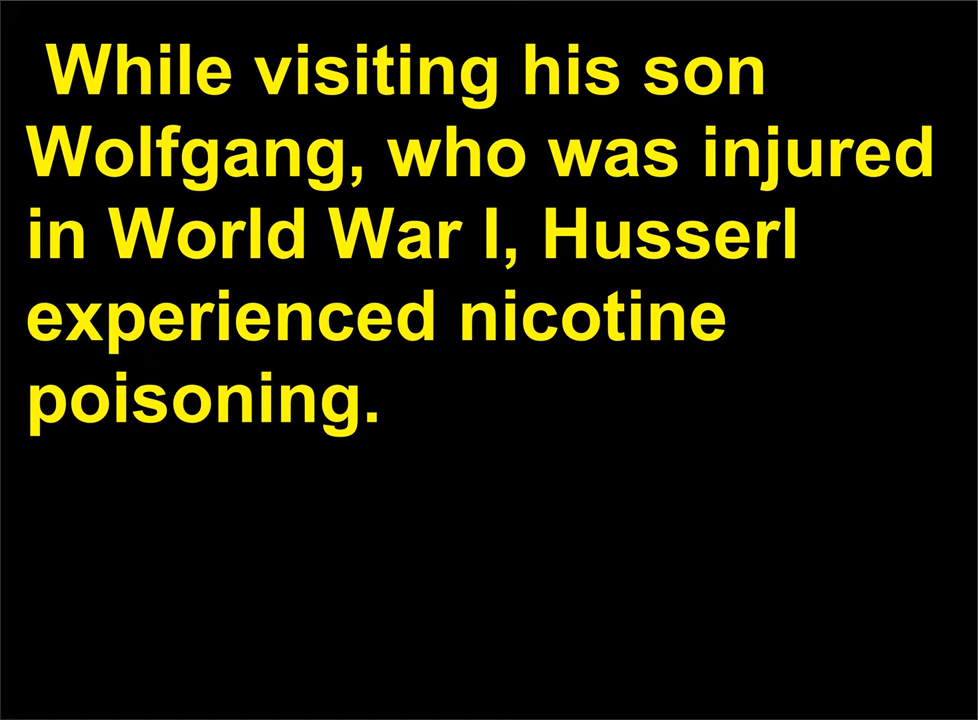 While visiting his son
Wolfgang, who was injured
in World War I, Husserl
experienced nicotine
poisoning.